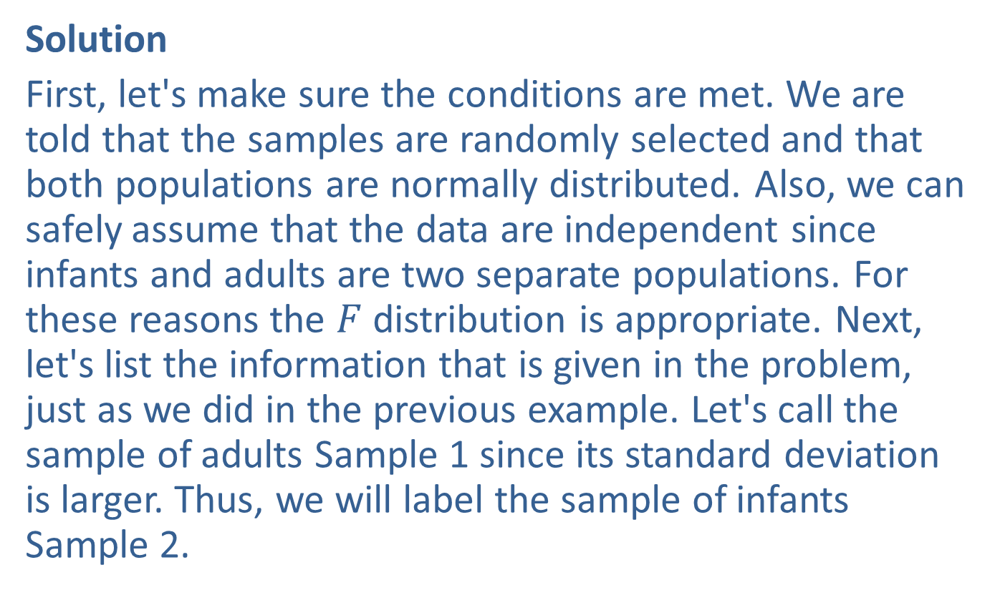 Solution
First, let's make sure the conditions are met. We are
told that the samples are randomly selected and that
both populations are normally distributed. Also, we can
safely assume that the data are independent since
infants and adults are two separate populations. For
these reasons the F distribution is appropriate. Next,
let's list the information that is given in the problem,
just as we did in the previous example. Let's call the
sample of adults Sample 1 since its standard deviation
is larger. Thus, we will label the sample of infants
Sample 2.